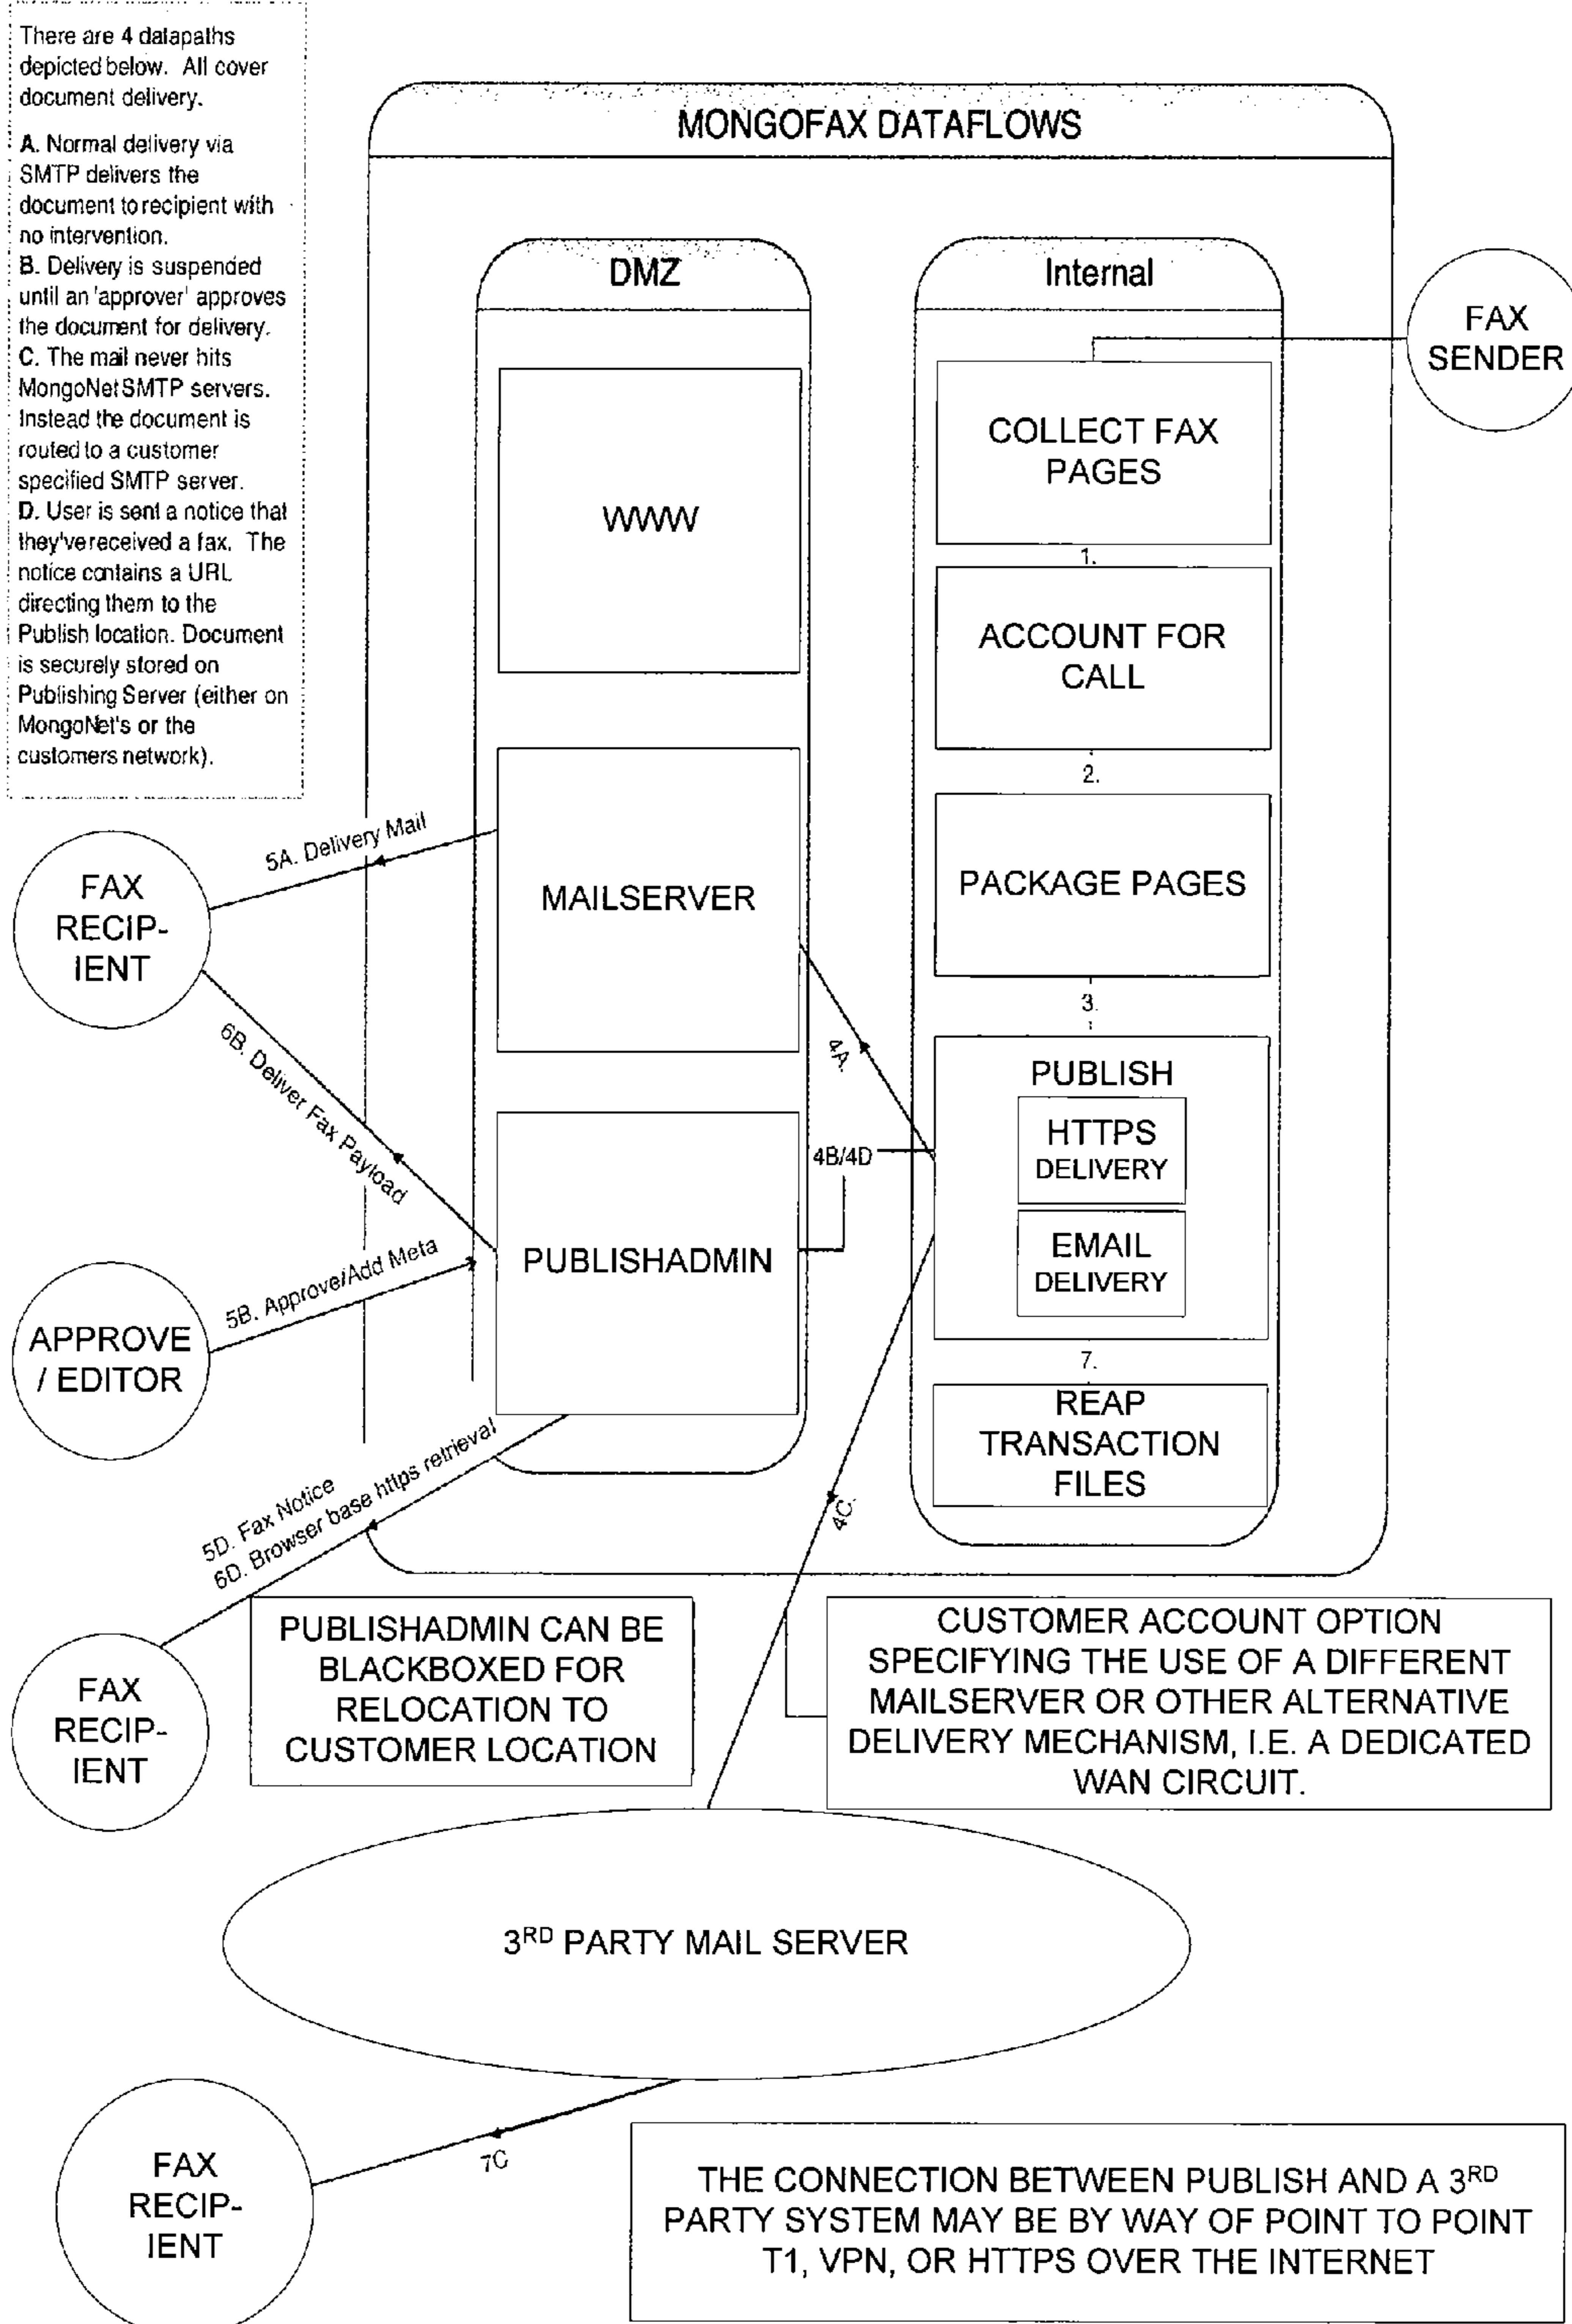 There are 4 datapaths
depicted below. All cover
document delivery.
A. Normal delivery via
SMTP delivers the
document to recipient with
no intervention.
B. Delivery is suspended
until an 'approver' approves
the document for delivery.
C. The mail never hits
MongoNet SMTP servers.
Instead the document is
routed to a customer
specified SMTP server.
D. User is sent a notice that
they've received a fax. The
notice contains a URL
directing them to the
Publish location. Document
is securely stored on
Publishing Server (either on
MongoNet's or the
customers network).
MONGOFAX DATAFLOWS
DMZ
WWW
MAILSERVER
PUBLISHADMIN
Internal
COLLECT FAX
PAGES
1.
ACCOUNT FOR
CALL
2.
PACKAGE PAGES
3.
PUBLISH
HTTPS
DELIVERY
EMAIL
DELIVERY
7.
REAP
TRANSACTION
FILES
FAX
SENDER
5A. Delivery Mail
FAX
RECIP-
IENT
6B. Deliver Fax Payload
4A.
4B/4D
5B. Approve/Add Meta
APPROVE
/ EDITOR
5D. Fax Notice
6D. Browser base https retrieval
4C.
FAX
RECIP-
IENT
PUBLISHADMIN CAN BE
BLACKBOXED FOR
RELOCATION TO
CUSTOMER LOCATION
CUSTOMER ACCOUNT OPTION
SPECIFYING THE USE OF A DIFFERENT
MAILSERVER OR OTHER ALTERNATIVE
DELIVERY MECHANISM, I.E. A DEDICATED
WAN CIRCUIT.
3RD PARTY MAIL SERVER
7C
FAX
RECIP-
IENT
THE CONNECTION BETWEEN PUBLISH AND A 3RD
PARTY SYSTEM MAY BE BY WAY OF POINT TO POINT
T1, VPN, OR HTTPS OVER THE INTERNET